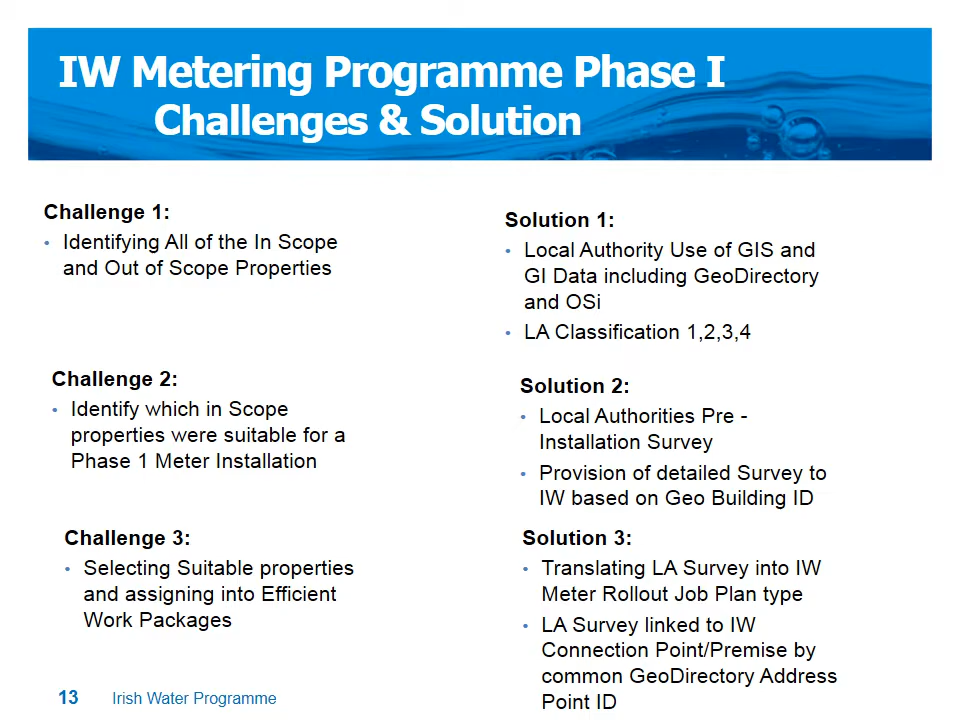 IW Metering Programme Phase I
Challenges & Solution
Challenge 1:
• Identifying All of the In Scope
and Out of Scope Properties
Solution 1:
• Local Authority Use of GIS and
GI Data including GeoDirectory
and OSi
• LA Classification 1,2,3,4
Challenge 2:
• Identify which in Scope
properties were suitable for a
Phase 1 Meter Installation
Solution 2:
• Local Authorities Pre -
Installation Survey
• Provision of detailed Survey to
IW based on Geo Building ID
Challenge 3:
• Selecting Suitable properties
and assigning into Efficient
Work Packages
Solution 3:
• Translating LA Survey into IW
Meter Rollout Job Plan type
• LA Survey linked to IW
Connection Point/Premise by
common GeoDirectory Address
Point ID
13 Irish Water Programme